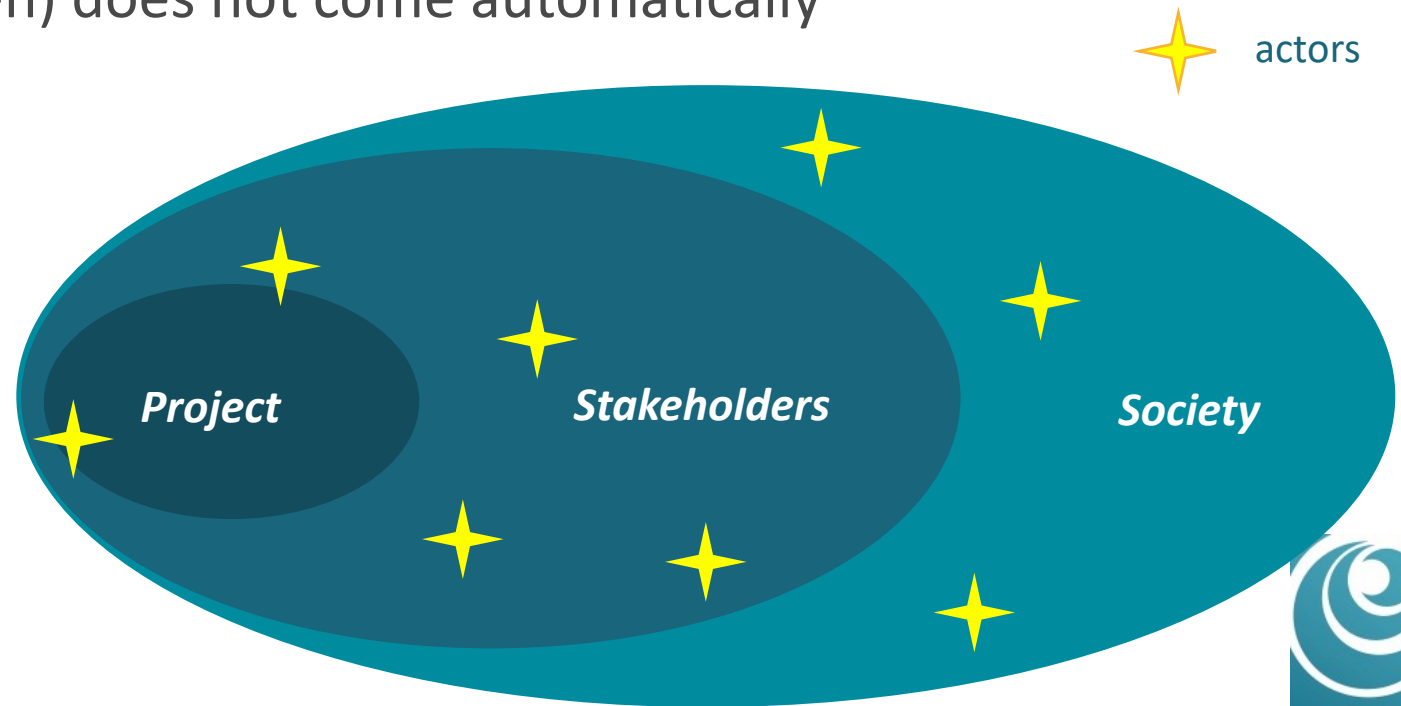 does not come automatically
actors
Project
Stakeholders
Society